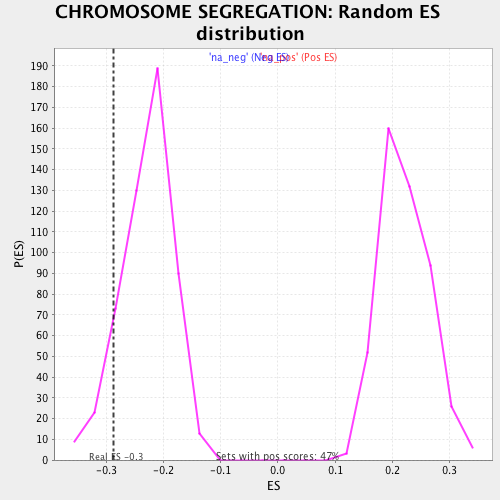 CHROMOSOME SEGREGATION: Random ES
distribution
'na_neg' (Neg ES)
'na_pos' (Pos ES)
190
180
170
160
150
140
130
120
110
100
90
80
70
60
50
40
30
20
10
0
P(ES)
Real ES -0.3
Sets with pos scores: 47%
-0.3 -0.2 -0.1 0.0 0.1 0.2 0.3
ES